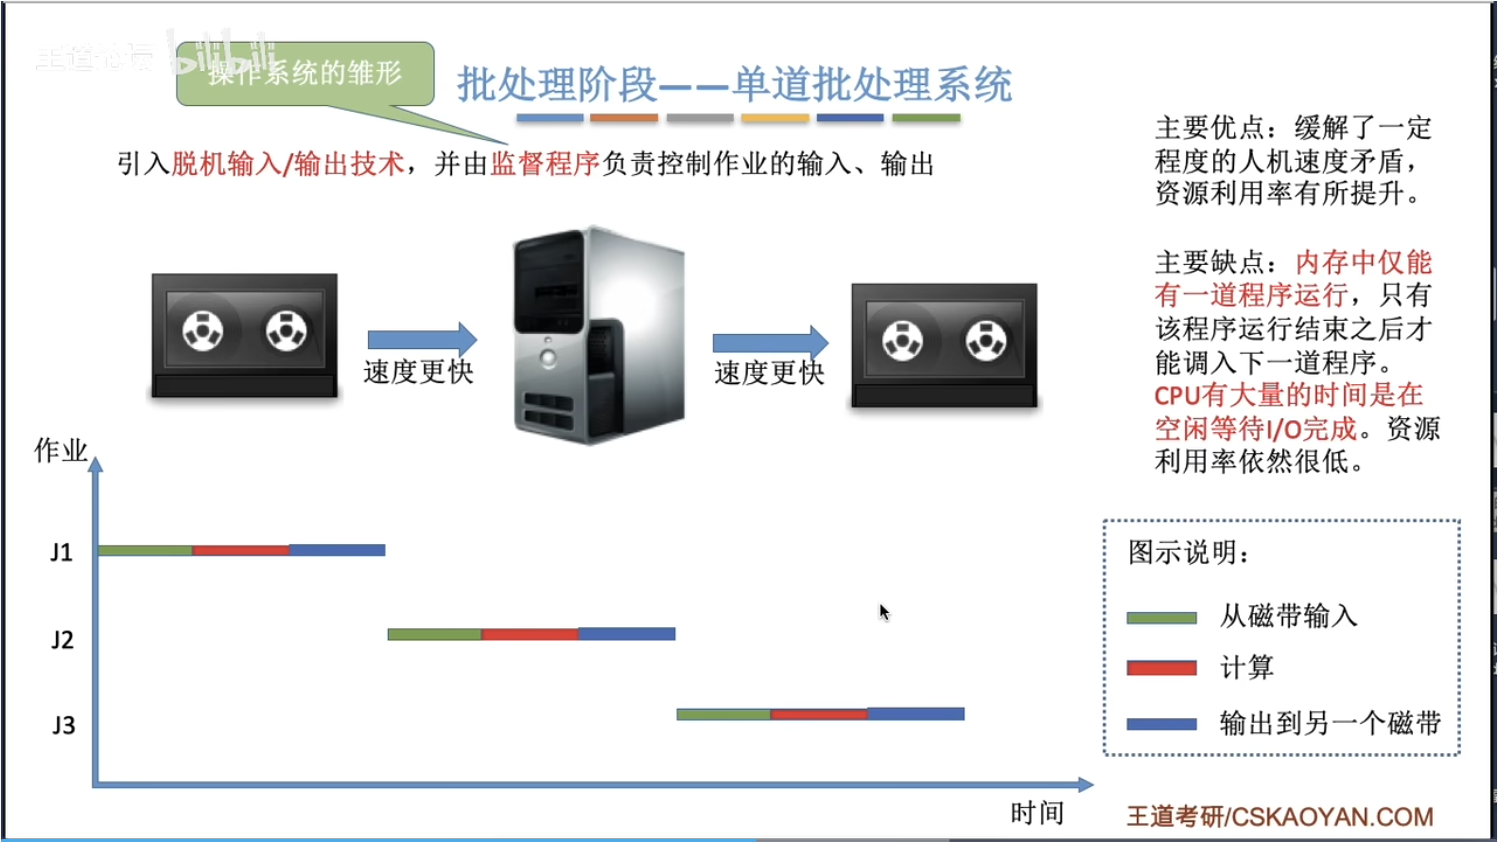 王道论坛 bilibili
操作系统的雏形
批处理阶段——单道批处理系统
引入脱机输入/输出技术，并由监督程序负责控制作业的输入、输出
主要优点：缓解了一定
程度的人机速度矛盾，
资源利用率有所提升。
主要缺点：内存中仅能
有一道程序运行，只有
该程序运行结束之后才
能调入下一道程序。
CPU有大量的时间是在
空闲等待I/O完成。资源
利用率依然很低。
速度更快
速度更快
作业
J1
J2
J3
时间
图示说明：
从磁带输入
计算
输出到另一个磁带
王道考研/CSKAOYAN.COM